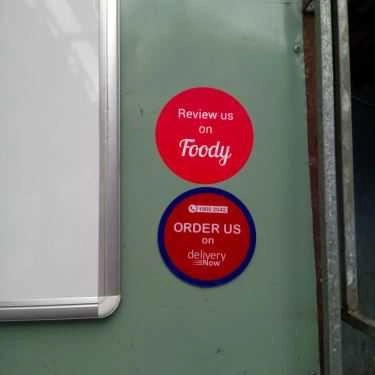 Review us
on
Foody
1900 2042
ORDER US
on
delivery
Now